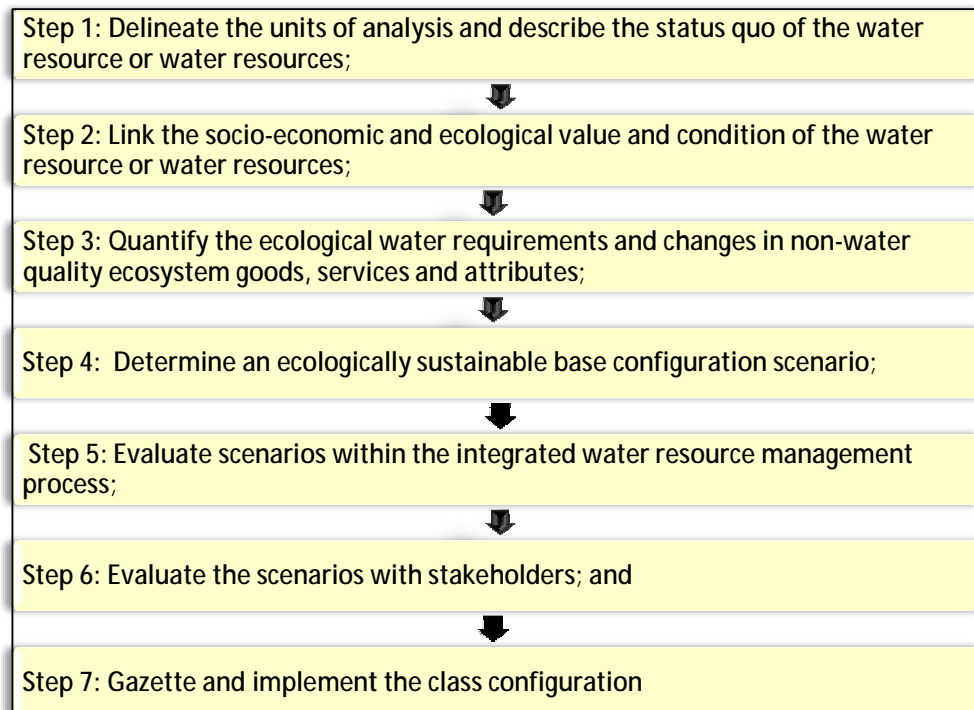 Step 1: Delineate the units of analysis and describe the status quo of the water
resource or water resources;
Step 2: Link the socio-economic and ecological value and condition of the water
resource or water resources;
Step 3: Quantify the ecological water requirements and changes in non-water
quality ecosystem goods, services and attributes;
Step 4: Determine an ecologically sustainable base configuration scenario;
Step 5: Evaluate scenarios within the integrated water resource management
process;
Step 6: Evaluate the scenarios with stakeholders; and
Step 7: Gazette and implement the class configuration